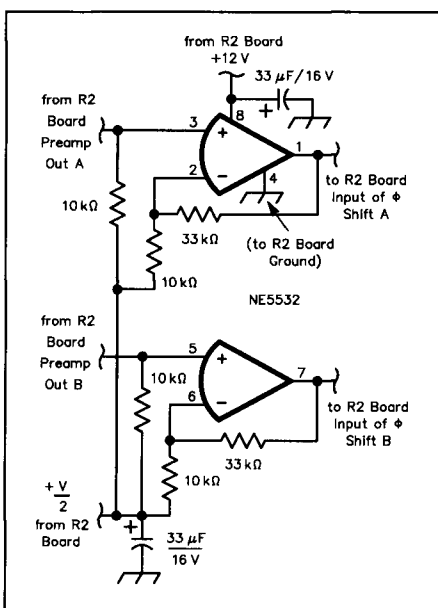 from R2 Board
+12 V
33 μF/16 V
+
8
from R2
Board
Preamp
Out A
3
+
1
2
−
4
to R2 Board
Input of Φ
Shift A
10 kΩ
33 kΩ
(to R2 Board
Ground)
10 kΩ
NE5532
from R2
Board
Preamp
Out B
10 kΩ
5
+
7
6
−
to R2 Board
Input of Φ
Shift B
33 kΩ
10 kΩ
+V
2
from R2
Board
+
33 μF
16 V